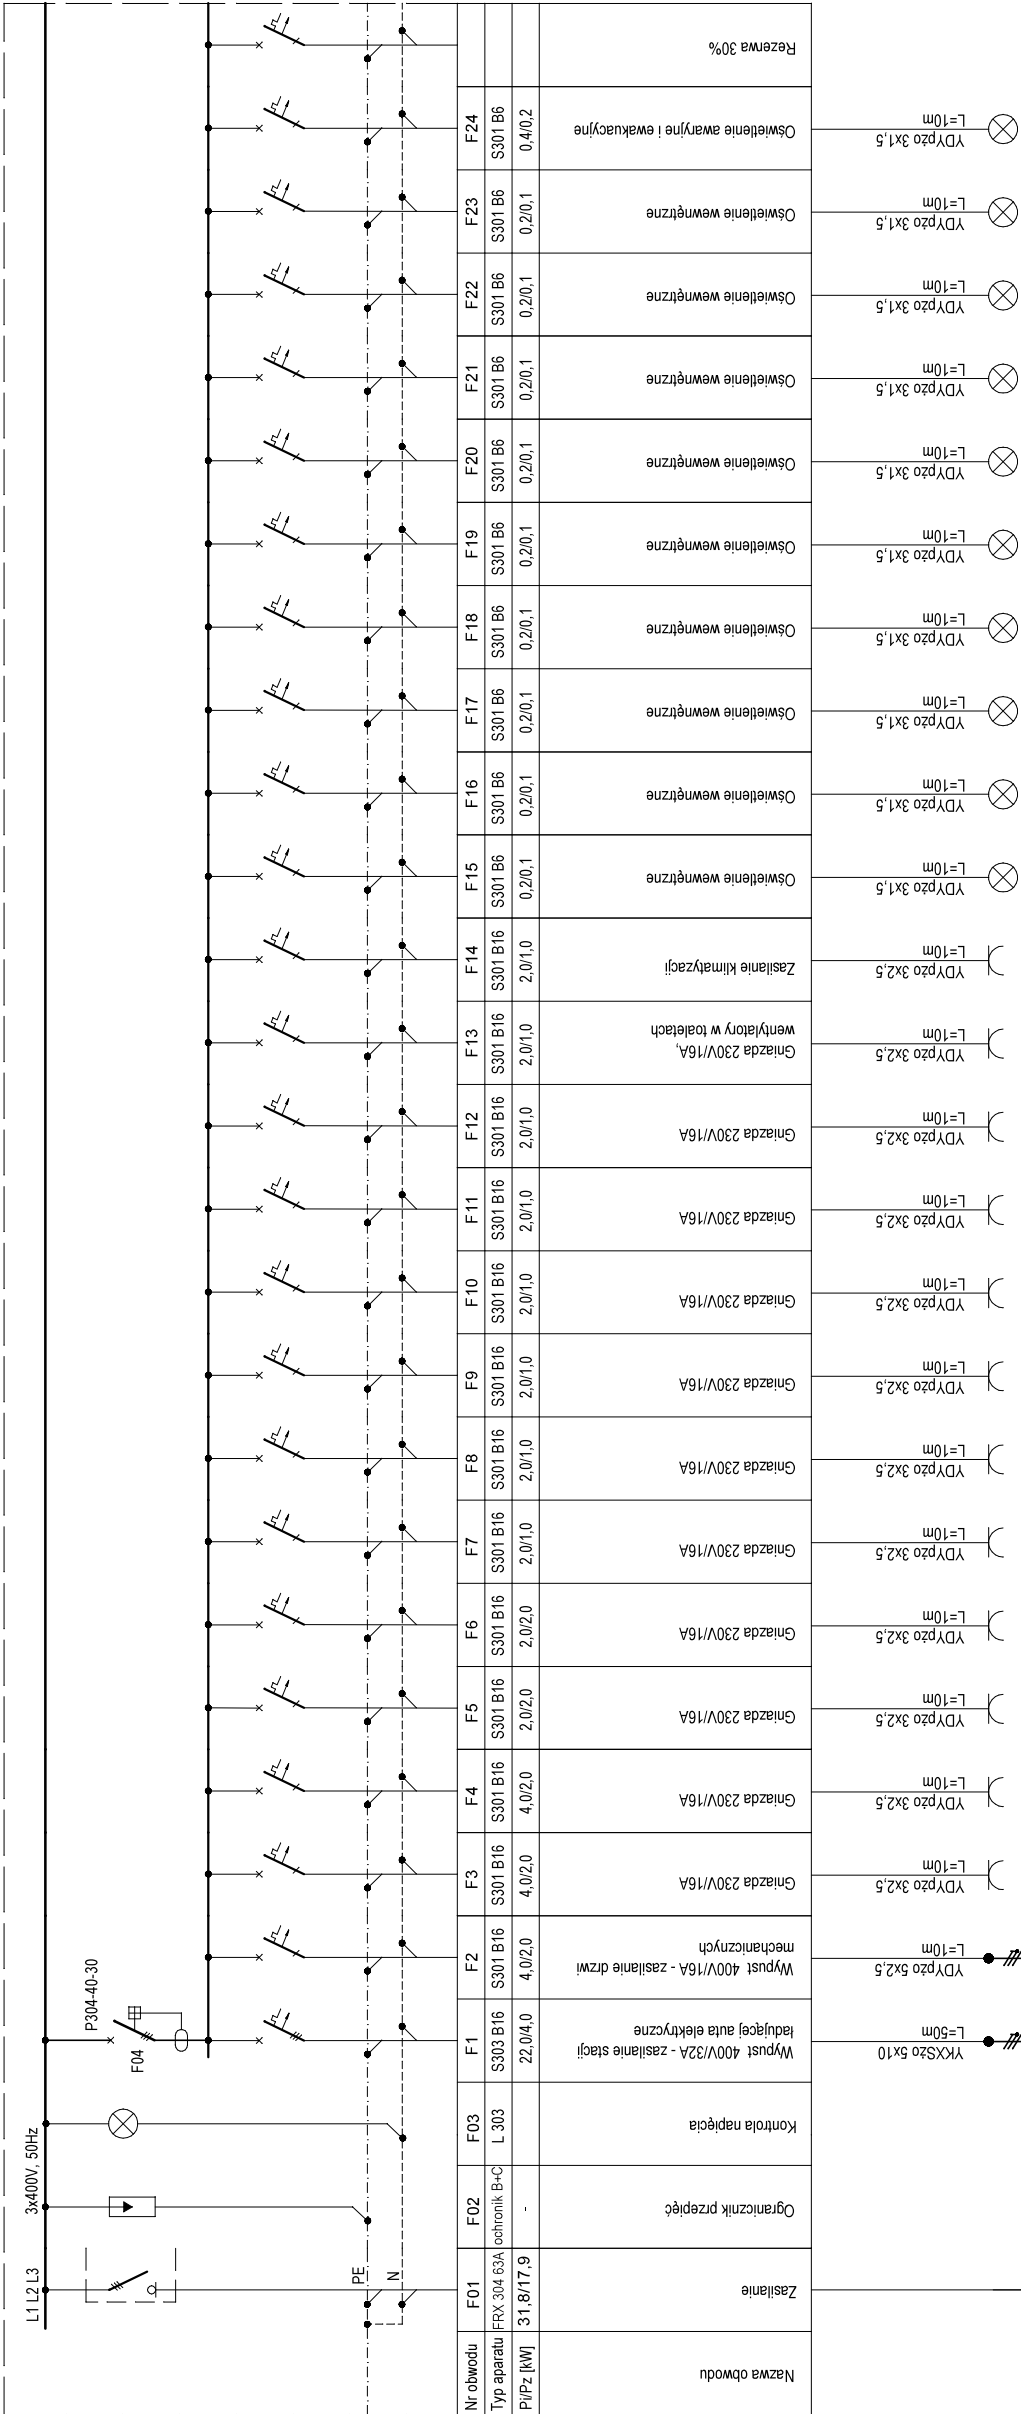 L1 L2 L3
3x400V, 50Hz
F04
P304-40-30
PE
N
Nr obwodu
Typ aparatu
Pi/Pz [kW]
Nazwa obwodu
F01
FRX 304 63A
31,8/17,9
Zasilanie
F02
ochronik B+C
-
Ogranicznik przepięć
F03
L 303
Kontrola napięcia
F1
S303 B16
22,0/4,0
Wypust 400V/32A - zasilanie stacji
ładującej auta elektryczne
YKXSżo 5x10
L=50m
F2
S301 B16
4,0/2,0
Wypust 400V/16A - zasilanie drzwi
mechanicznych
YDYpżo 5x2,5
L=10m
F3
S301 B16
4,0/2,0
Gniazda 230V/16A
YDYpżo 3x2,5
L=10m
F4
S301 B16
4,0/2,0
Gniazda 230V/16A
YDYpżo 3x2,5
L=10m
F5
S301 B16
2,0/2,0
Gniazda 230V/16A
YDYpżo 3x2,5
L=10m
F6
S301 B16
2,0/2,0
Gniazda 230V/16A
YDYpżo 3x2,5
L=10m
F7
S301 B16
2,0/1,0
Gniazda 230V/16A
YDYpżo 3x2,5
L=10m
F8
S301 B16
2,0/1,0
Gniazda 230V/16A
YDYpżo 3x2,5
L=10m
F9
S301 B16
2,0/1,0
Gniazda 230V/16A
YDYpżo 3x2,5
L=10m
F10
S301 B16
2,0/1,0
Gniazda 230V/16A
YDYpżo 3x2,5
L=10m
F11
S301 B16
2,0/1,0
Gniazda 230V/16A
YDYpżo 3x2,5
L=10m
F12
S301 B16
2,0/1,0
Gniazda 230V/16A
YDYpżo 3x2,5
L=10m
F13
S301 B16
2,0/1,0
Gniazda 230V/16A,
wentylatory w toaletach
YDYpżo 3x2,5
L=10m
F14
S301 B16
2,0/1,0
Zasilanie klimatyzacji
YDYpżo 3x2,5
L=10m
F15
S301 B6
0,2/0,1
Oświetlenie wewnętrzne
YDYpżo 3x1,5
L=10m
F16
S301 B6
0,2/0,1
Oświetlenie wewnętrzne
YDYpżo 3x1,5
L=10m
F17
S301 B6
0,2/0,1
Oświetlenie wewnętrzne
YDYpżo 3x1,5
L=10m
F18
S301 B6
0,2/0,1
Oświetlenie wewnętrzne
YDYpżo 3x1,5
L=10m
F19
S301 B6
0,2/0,1
Oświetlenie wewnętrzne
YDYpżo 3x1,5
L=10m
F20
S301 B6
0,2/0,1
Oświetlenie wewnętrzne
YDYpżo 3x1,5
L=10m
F21
S301 B6
0,2/0,1
Oświetlenie wewnętrzne
YDYpżo 3x1,5
L=10m
F22
S301 B6
0,2/0,1
Oświetlenie wewnętrzne
YDYpżo 3x1,5
L=10m
F23
S301 B6
0,2/0,1
Oświetlenie wewnętrzne
YDYpżo 3x1,5
L=10m
F24
S301 B6
0,4/0,2
Oświetlenie awaryjne i ewakuacyjne
YDYpżo 3x1,5
L=10m
Rezerwa 30%